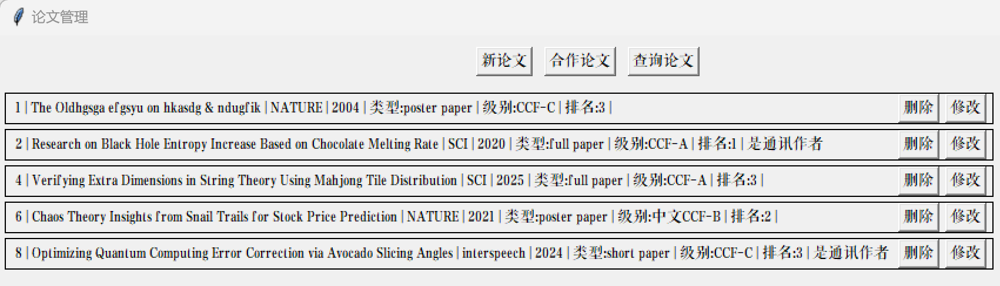 论文管理
新论文 合作论文 查询论文
1 | The Oldhgsga efgsyu on hkasdg & ndugfik | NATURE | 2004 | 类型:poster paper | 级别:CCF-C | 排名:3 | 删除 修改
2 | Research on Black Hole Entropy Increase Based on Chocolate Melting Rate | SCI | 2020 | 类型:full paper | 级别:CCF-A | 排名:1 | 是通讯作者 删除 修改
4 | Verifying Extra Dimensions in String Theory Using Mahjong Tile Distribution | SCI | 2025 | 类型:full paper | 级别:CCF-A | 排名:3 | 删除 修改
6 | Chaos Theory Insights from Snail Trails for Stock Price Prediction | NATURE | 2021 | 类型:poster paper | 级别:中文CCF-B | 排名:2 | 删除 修改
8 | Optimizing Quantum Computing Error Correction via Avocado Slicing Angles | interspeech | 2024 | 类型:short paper | 级别:CCF-C | 排名:3 | 是通讯作者 删除 修改